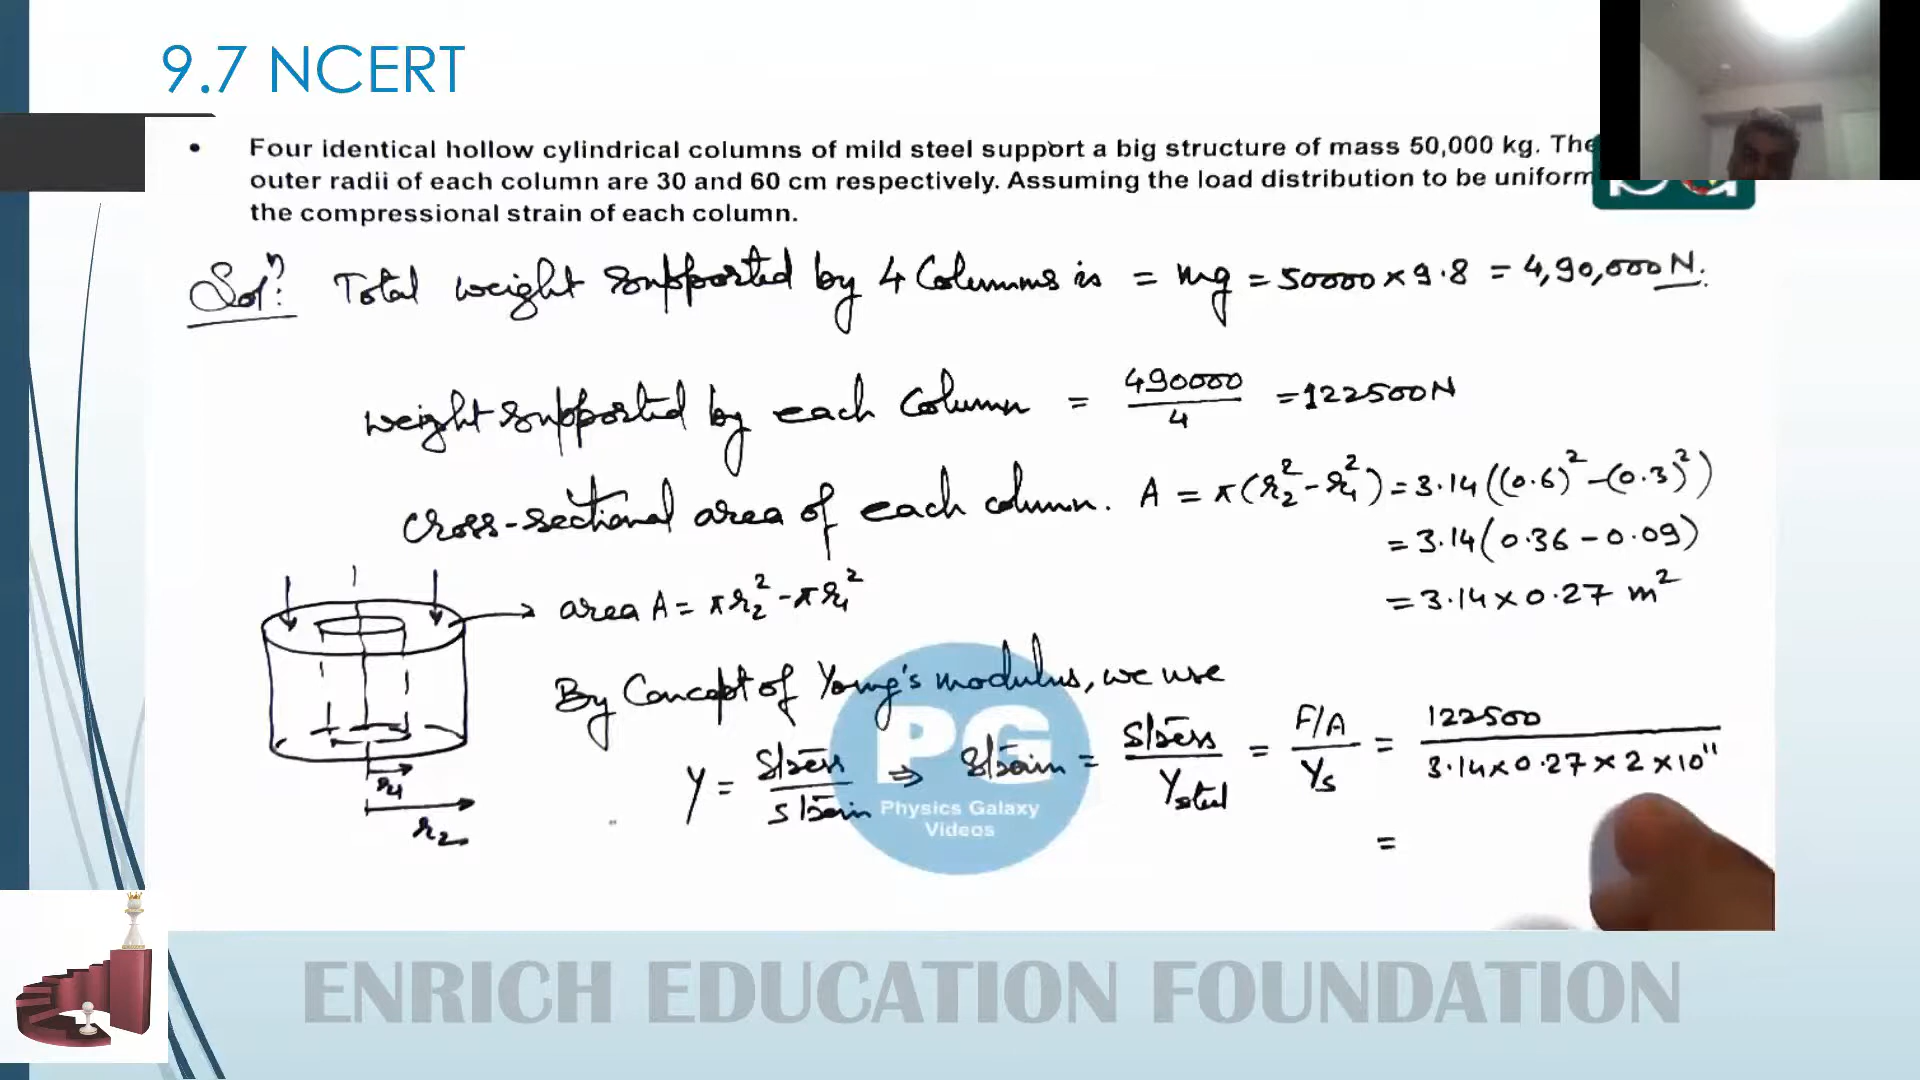 9.7 NCERT
• Four identical hollow cylindrical columns of mild steel support a big structure of mass 50,000 kg. The
outer radii of each column are 30 and 60 cm respectively. Assuming the load distribution to be uniform
the compressional strain of each column.
Solⁿ: Total weight supported by 4 Columns is = mg = 50000 × 9.8 = 4,90,000 N.
weight supported by each Column = 490000/4 = 122500 N
cross-sectional area of each column. A = π(r₂² - r₁²) = 3.14((0.6)² - (0.3)²)
= 3.14(0.36 - 0.09)
area A = πr₂² - πr₁²
= 3.14 × 0.27 m²
By Concept of Young's modulus, we use
Y = Stress/Strain ⇒ Strain = Stress/Y steel = F/A/Ys = 122500/3.14 × 0.27 × 2 × 10¹¹
=
r₁
r₂
PG
Physics Galaxy
Videos
ENRICH EDUCATION FOUNDATION